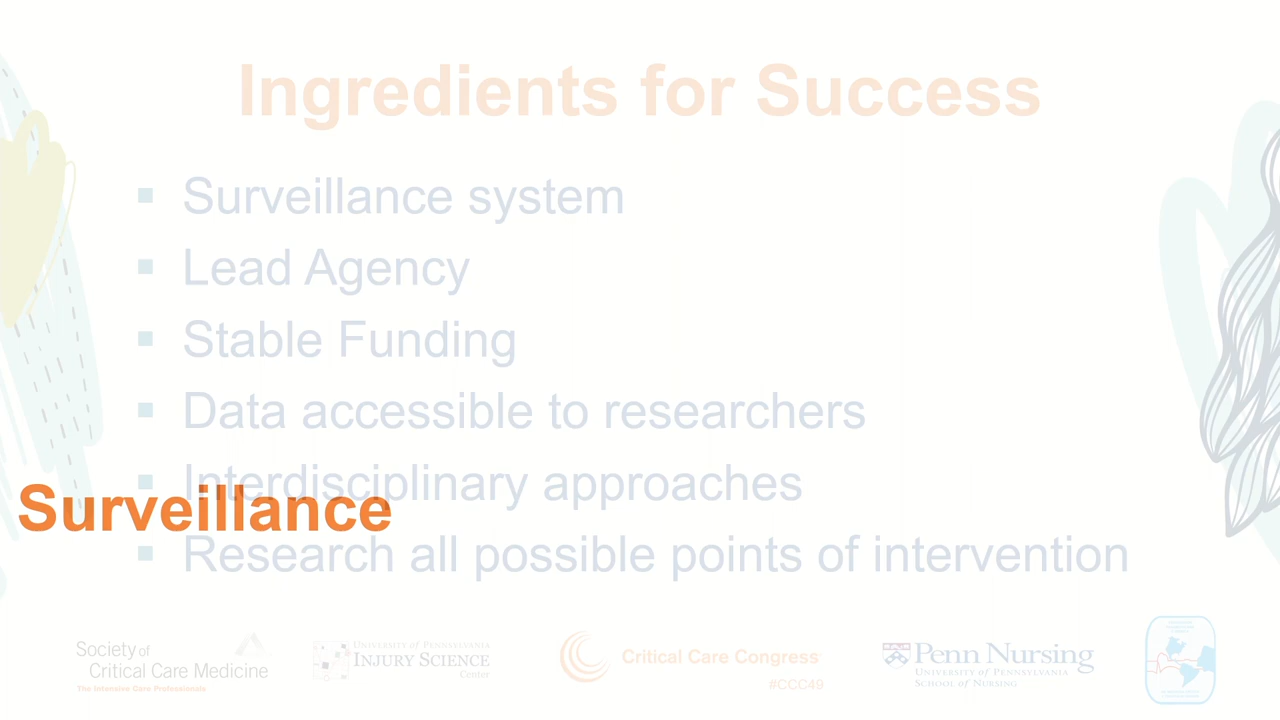 Ingredients for Success
▪ Surveillance system
▪ Lead Agency
▪ Stable Funding
▪ Data accessible to researchers
▪ Interdisciplinary approaches
Surveillance
▪ Research all possible points of intervention
Society of
Critical Care Medicine
The Intensive Care Professionals
UNIVERSITY OF PENNSYLVANIA
INJURY SCIENCE
Center
Critical Care Congress
#CCC49
Penn Nursing
UNIVERSITY OF PENNSYLVANIA
SCHOOL OF NURSING